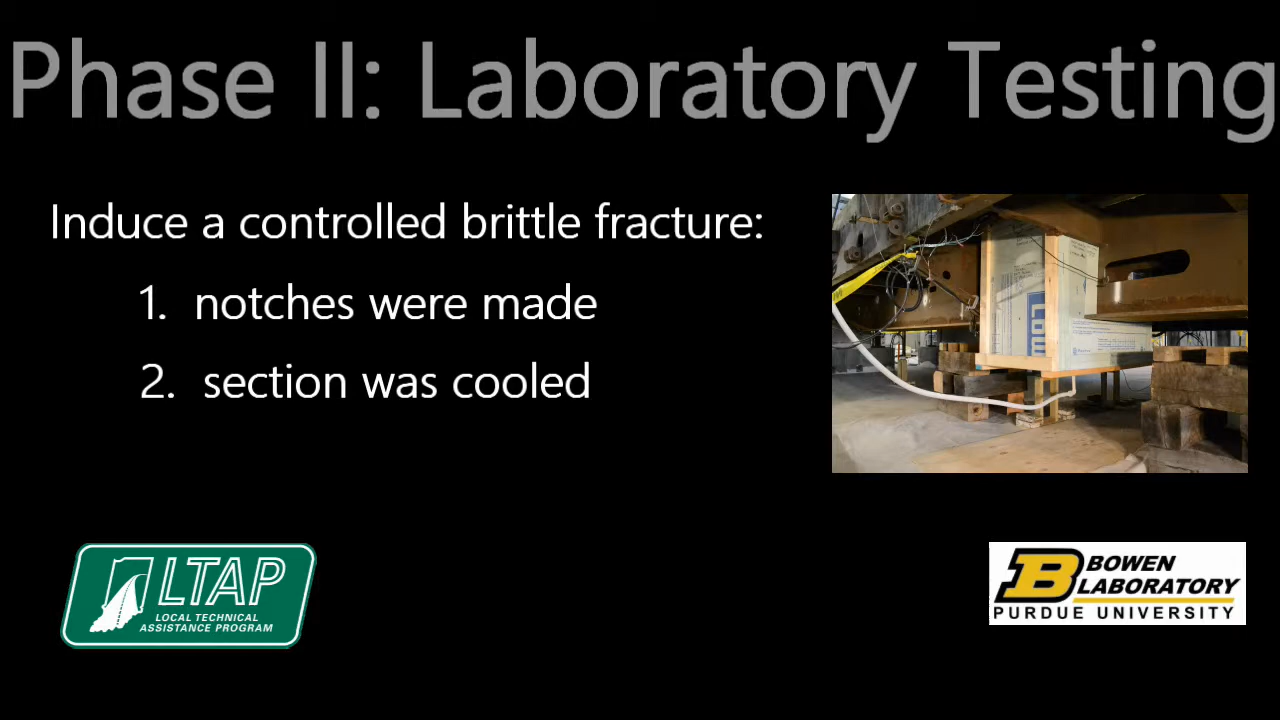 Phase II: Laboratory Testing
Induce a controlled brittle fracture:
1. notches were made
2. section was cooled
LTAP
LOCAL TECHNICAL
ASSISTANCE PROGRAM
B BOWEN
LABORATORY
PURDUE UNIVERSITY